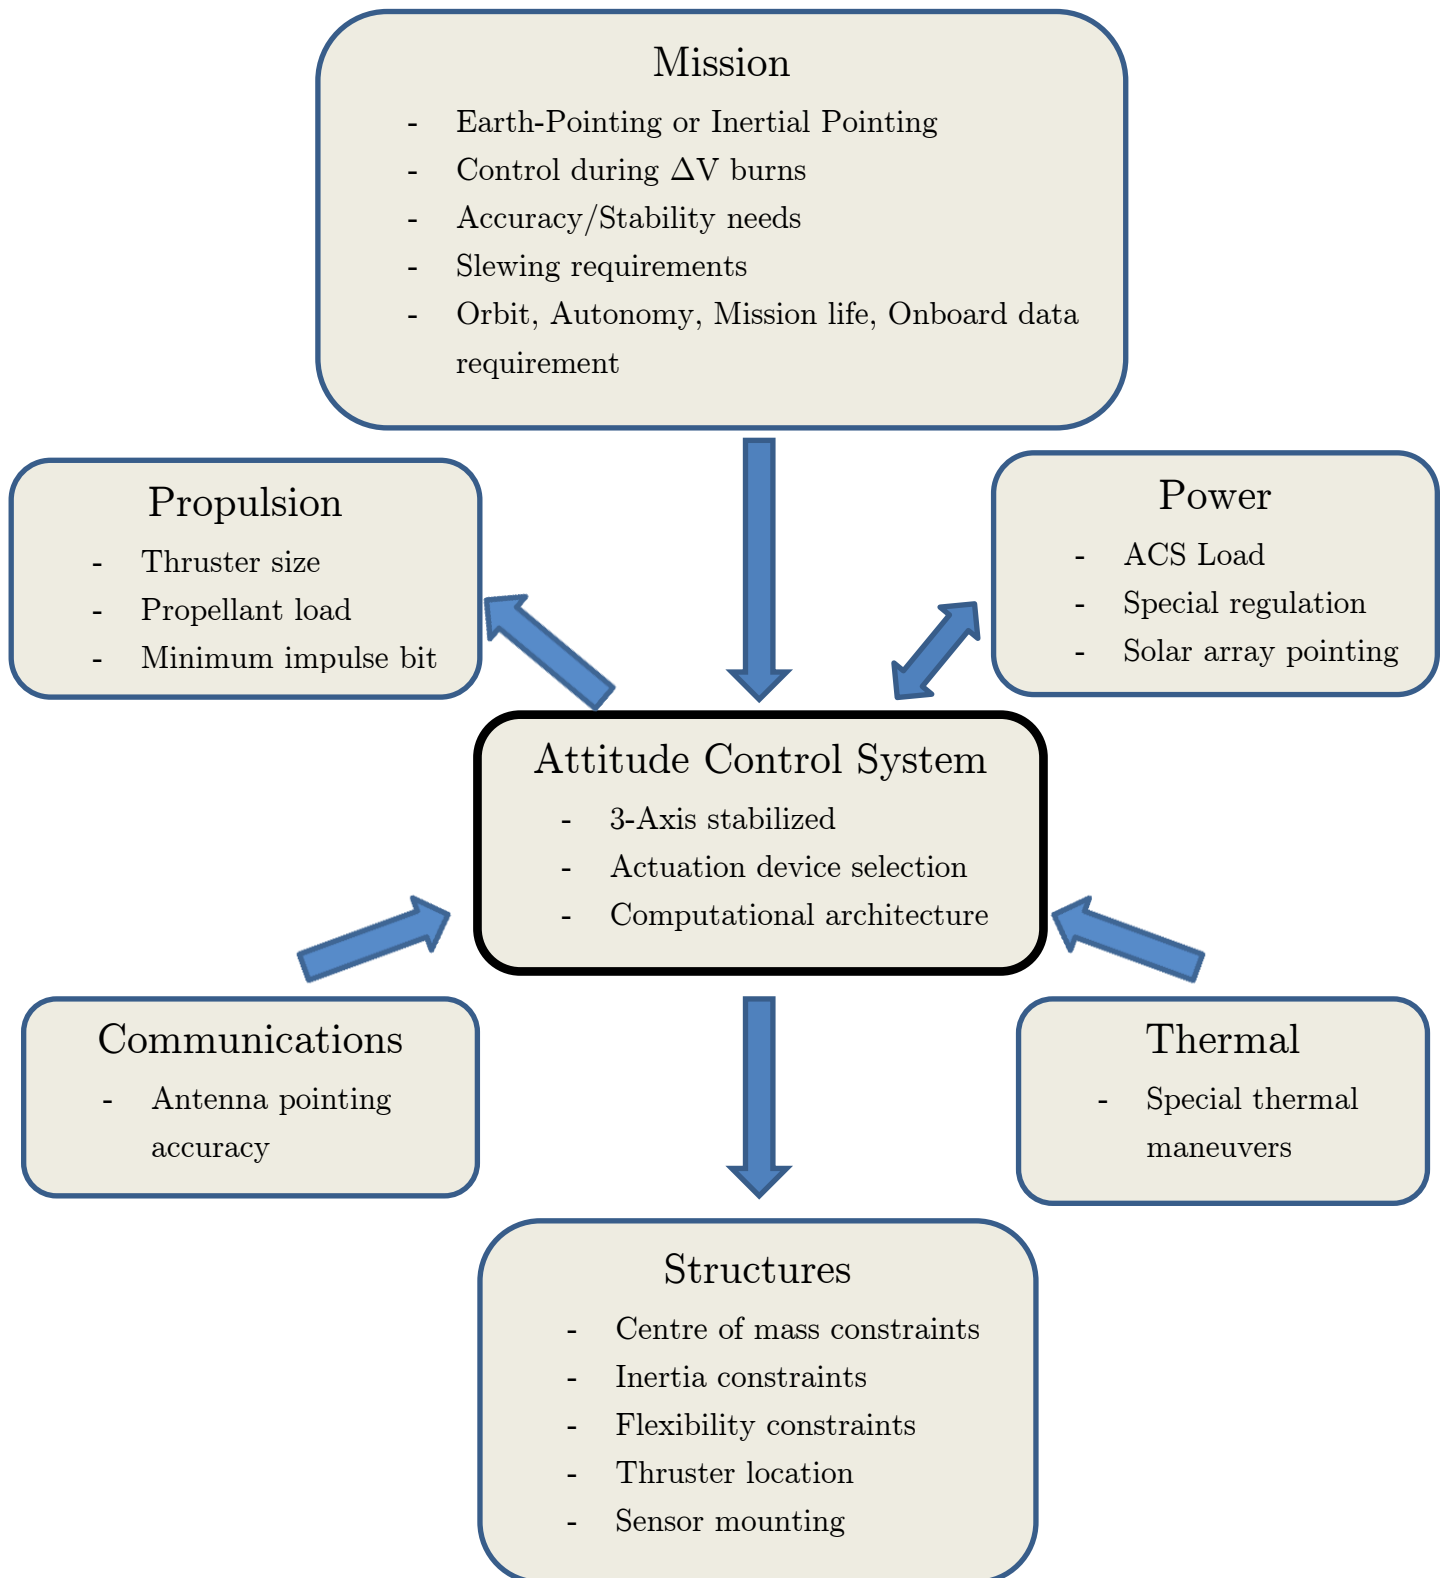 Mission
- Earth-Pointing or Inertial Pointing
- Control during ΔV burns
- Accuracy/Stability needs
- Slewing requirements
- Orbit, Autonomy, Mission life, Onboard data
requirement
Propulsion
- Thruster size
- Propellant load
- Minimum impulse bit
Power
- ACS Load
- Special regulation
- Solar array pointing
Attitude Control System
- 3-Axis stabilized
- Actuation device selection
- Computational architecture
Communications
- Antenna pointing
accuracy
Thermal
- Special thermal
maneuvers
Structures
- Centre of mass constraints
- Inertia constraints
- Flexibility constraints
- Thruster location
- Sensor mounting